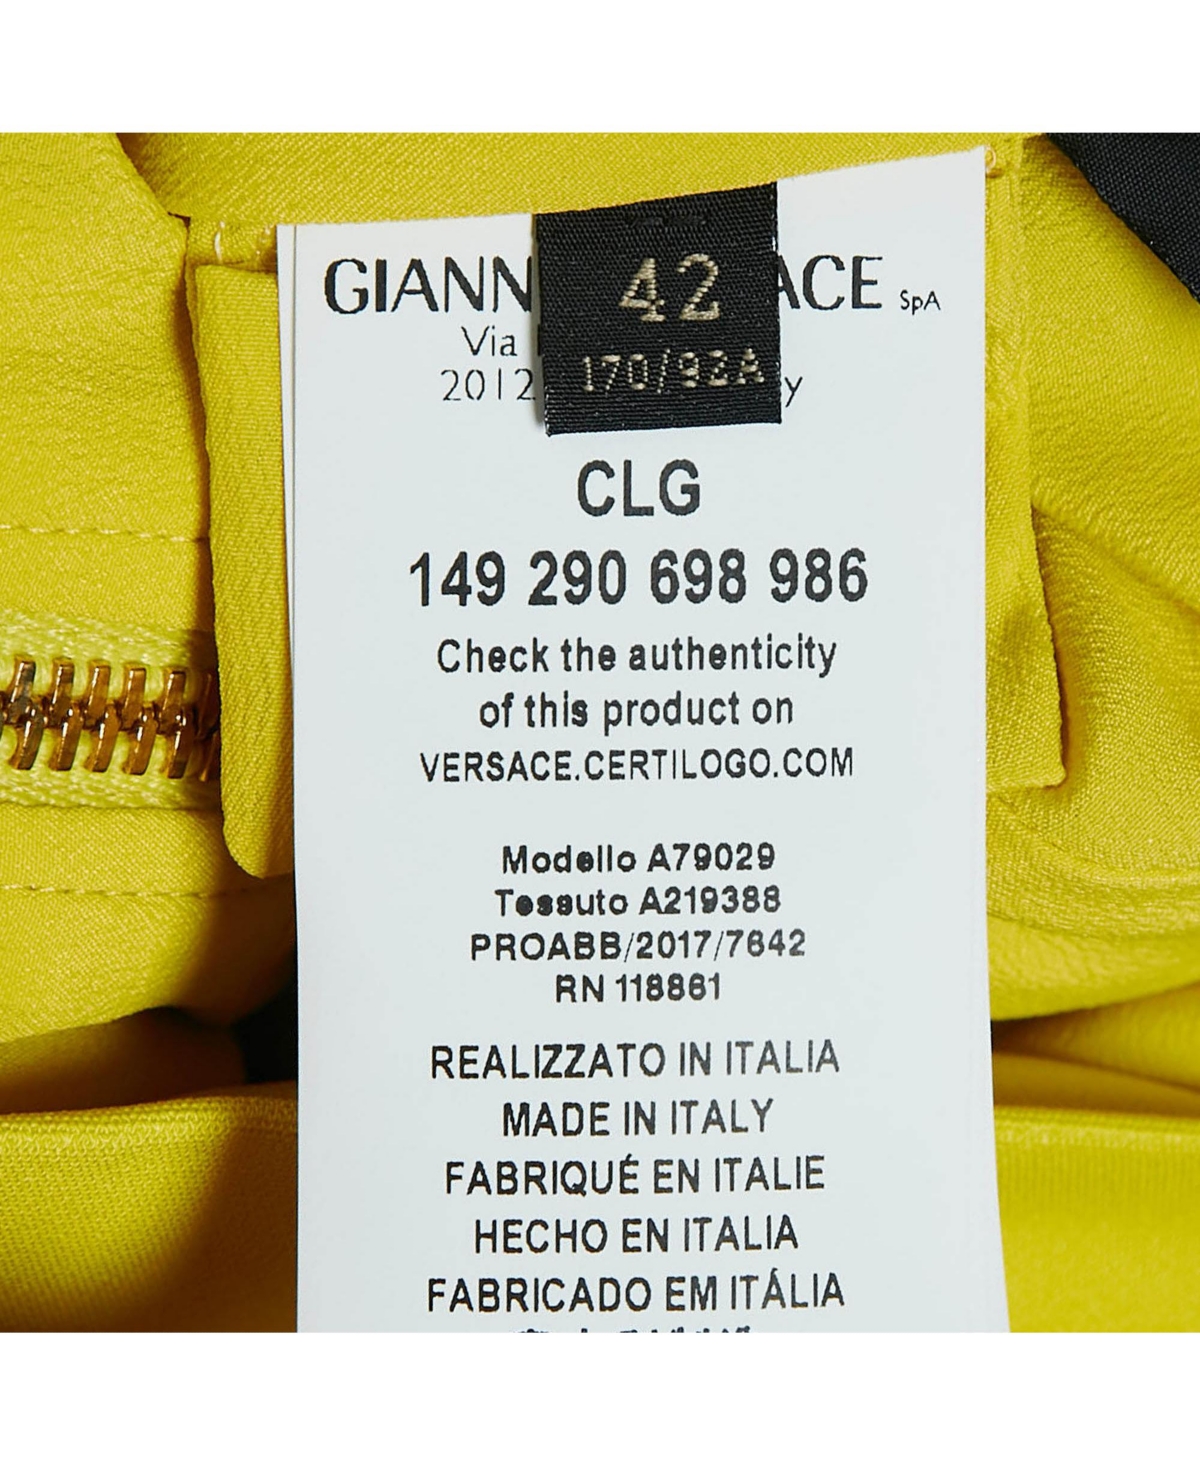 GIANN ACE SpA
42
Via
170/92A
2012 y
CLG
149 290 698 986
Check the authenticity
of this product on
VERSACE.CERTILOGO.COM
Modello A79029
Tessuto A219388
PROABB/2017/7642
RN 118861
REALIZZATO IN ITALIA
MADE IN ITALY
FABRIQUÉ EN ITALIE
HECHO EN ITALIA
FABRICADO EM ITÁLIA